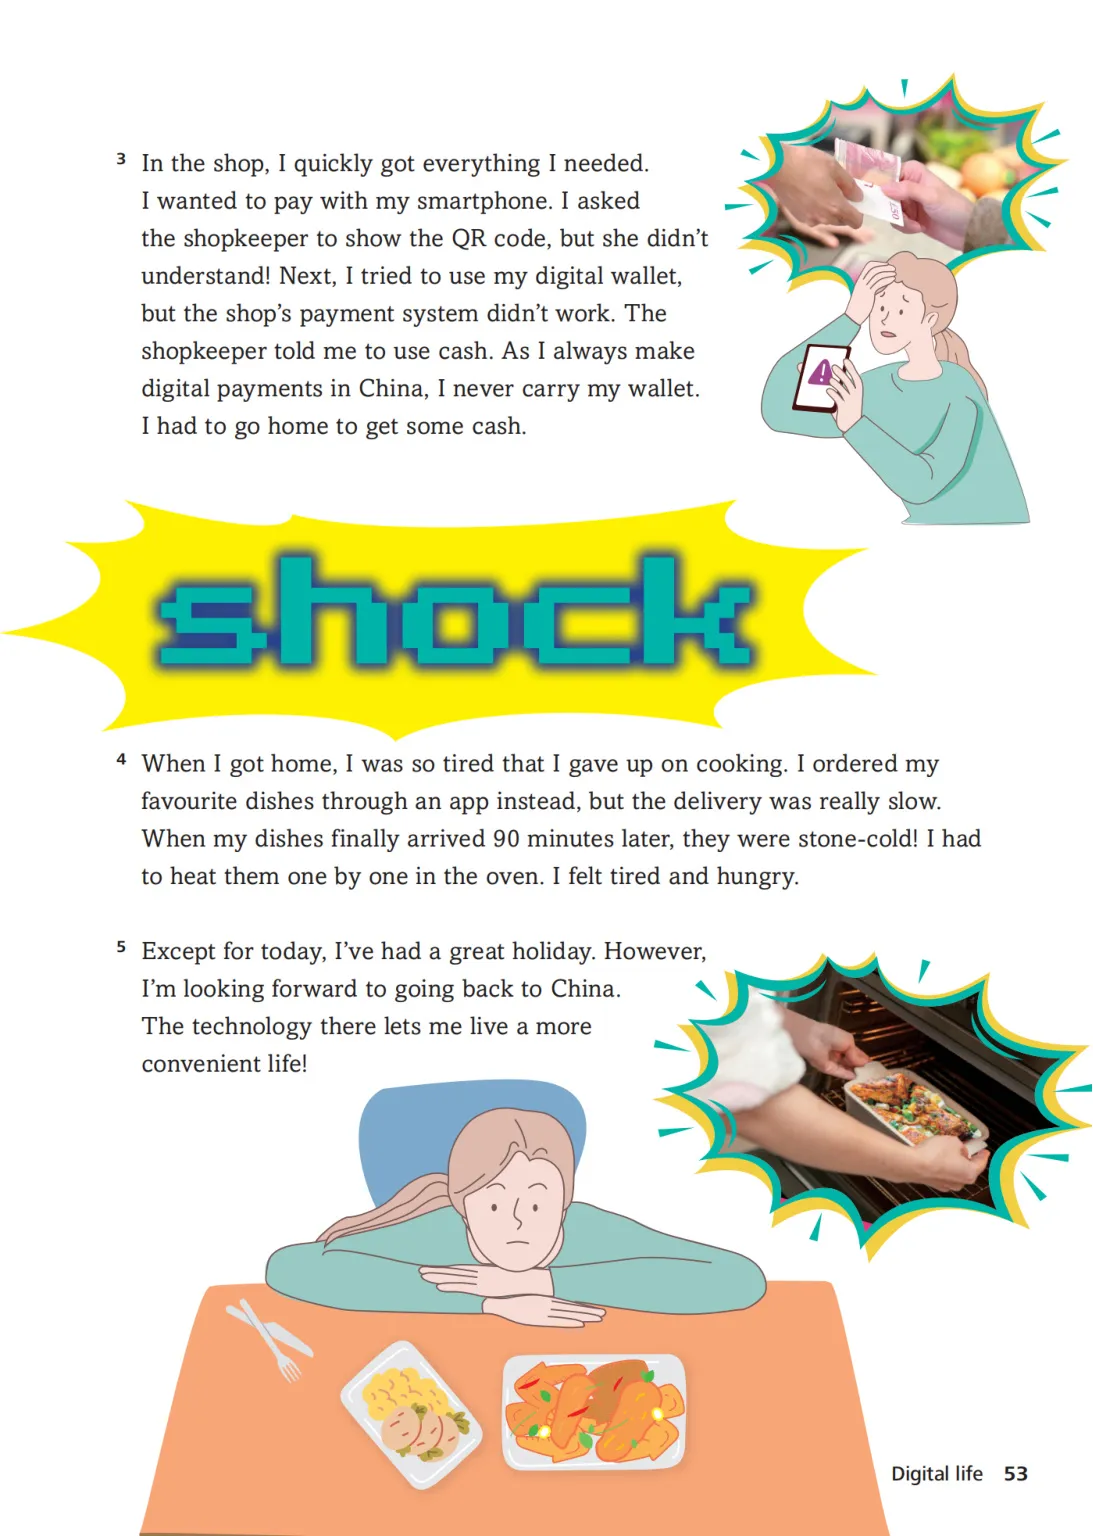 3 In the shop, I quickly got everything I needed.
I wanted to pay with my smartphone. I asked
the shopkeeper to show the QR code, but she didn’t
understand! Next, I tried to use my digital wallet,
but the shop’s payment system didn’t work. The
shopkeeper told me to use cash. As I always make
digital payments in China, I never carry my wallet.
I had to go home to get some cash.
shock
4 When I got home, I was so tired that I gave up on cooking. I ordered my
favourite dishes through an app instead, but the delivery was really slow.
When my dishes finally arrived 90 minutes later, they were stone-cold! I had
to heat them one by one in the oven. I felt tired and hungry.
5 Except for today, I’ve had a great holiday. However,
I’m looking forward to going back to China.
The technology there lets me live a more
convenient life!
Digital life 53